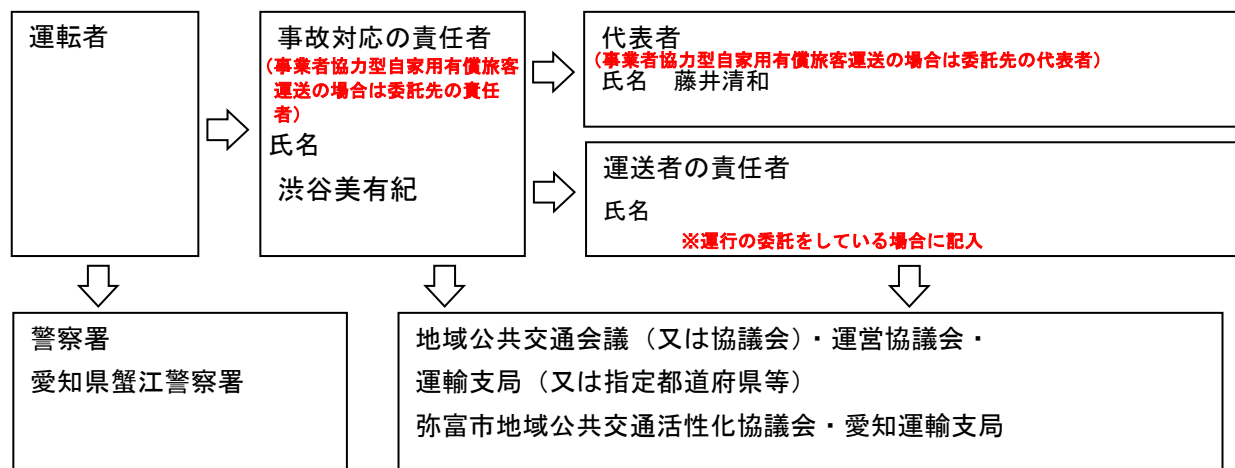 運転者
事故対応の責任者
（事業者協力型自家用有償旅客
運送の場合は委託先の責任
者）
氏名
渋谷美有紀
代表者
（事業者協力型自家用有償旅客運送の場合は委託先の代表者）
氏名　藤井清和
運送者の責任者
氏名
※運行の委託をしている場合に記入
警察署
愛知県蟹江警察署
地域公共交通会議（又は協議会）・運営協議会・
運輸支局（又は指定都道府県等）
弥富市地域公共交通活性化協議会・愛知運輸支局